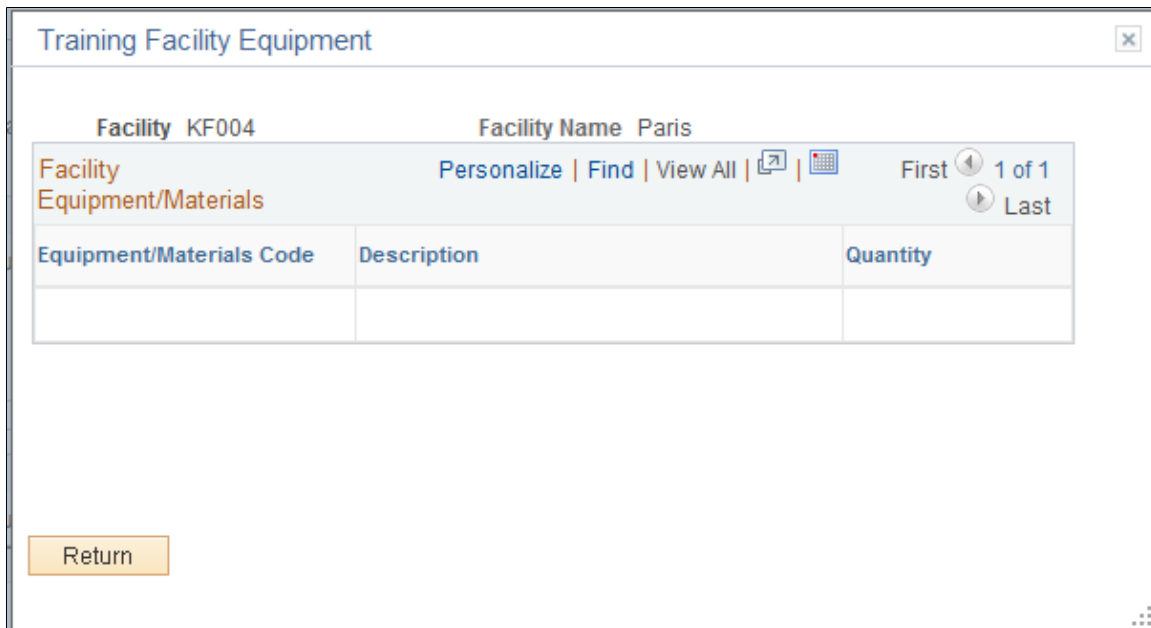 Training Facility Equipment
Facility KF004 Facility Name Paris
Facility Personalize | Find | View All | | First 1 of 1
Equipment/Materials Last
Equipment/Materials Code Description Quantity
Return